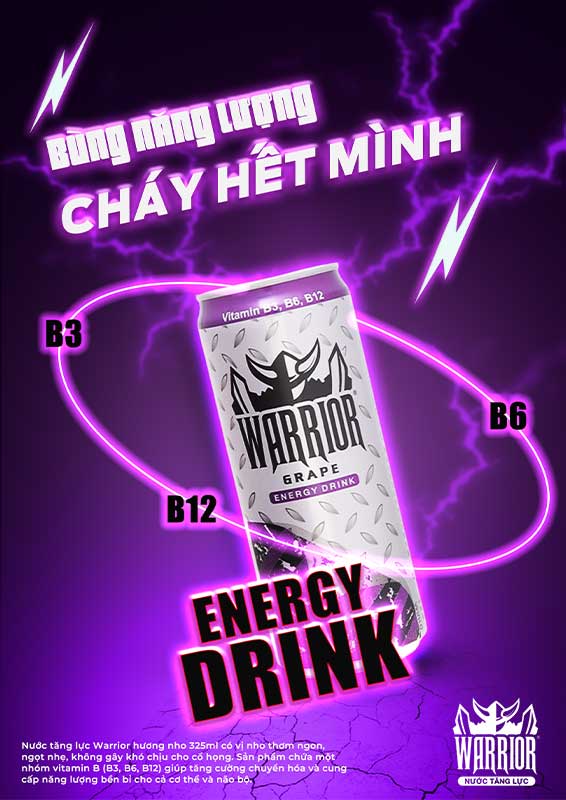 BÙNG NĂNG LƯỢNG
CHÁY HẾT MÌNH
B3
Vitamin B3, B6, B12
B6
WARRIOR
GRAPE
ENERGY DRINK
B12
ENERGY
DRINK
Nước tăng lực Warrior hương nho 325ml có vị nho thơm ngon,
ngọt nhẹ, không gây khó chịu cho cổ họng. Sản phẩm chứa một
nhóm vitamin B (B3, B6, B12) giúp tăng cường chuyển hóa và cung
cấp năng lượng bền bỉ cho cả cơ thể và não bộ.
WARRIOR
NƯỚC TĂNG LỰC